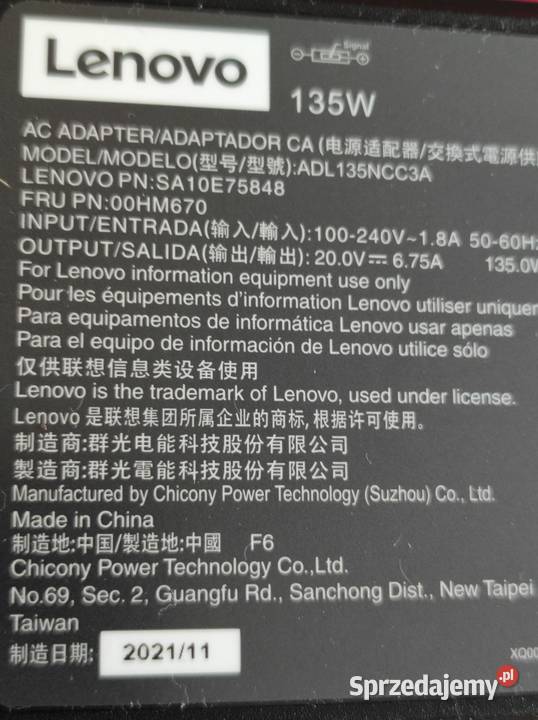 Lenovo
Signal
135W
AC ADAPTER/ADAPTADOR CA (电源适配器/交換式電源供
MODEL/MODELO(型号/型號):ADL135NCC3A
LENOVO PN:SA10E75848
FRU PN:00HM670
INPUT/ENTRADA(输入/輸入):100-240V~1.8A 50-60Hz
OUTPUT/SALIDA(输出/輸出): 20.0V⎓ 6.75A 135.0W
For Lenovo information equipment use only
Pour les équipements d'information Lenovo utiliser uniquem
Para equipamentos de informática Lenovo usar apenas
Para el equipo de información de Lenovo utilice sólo
仅供联想信息类设备使用
Lenovo is the trademark of Lenovo, used under license.
Lenovo 是联想集团所属企业的商标,根据许可使用。
制造商:群光电能科技股份有限公司
製造商:群光電能科技股份有限公司
Manufactured by Chicony Power Technology (Suzhou) Co., Ltd.
Made in China
制造地:中国/製造地:中國 F6
Chicony Power Technology Co.,Ltd.
No.69, Sec. 2, Guangfu Rd., Sanchong Dist., New Taipei
Taiwan
制造日期: 2021/11
XQ00
Sprzedajemy.pl